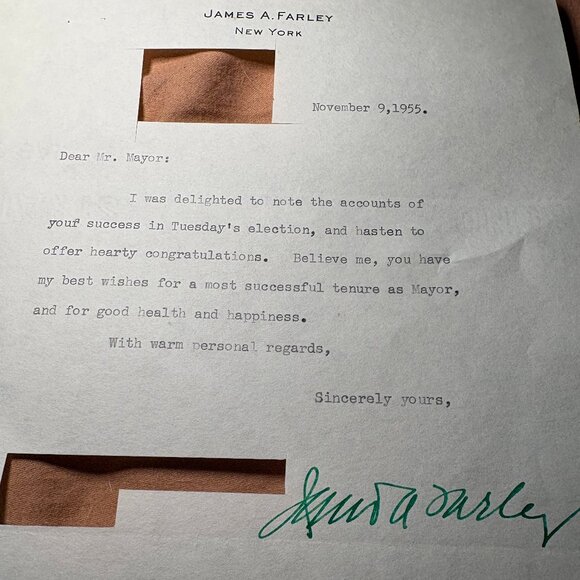 JAMES A. FARLEY
NEW YORK
November 9,1955.
Dear Mr. Mayor:
I was delighted to note the accounts of
your success in Tuesday's election, and hasten to
offer hearty congratulations. Believe me, you have
my best wishes for a most successful tenure as Mayor,
and for good health and happiness.
With warm personal regards,
Sincerely yours,
James A Farley